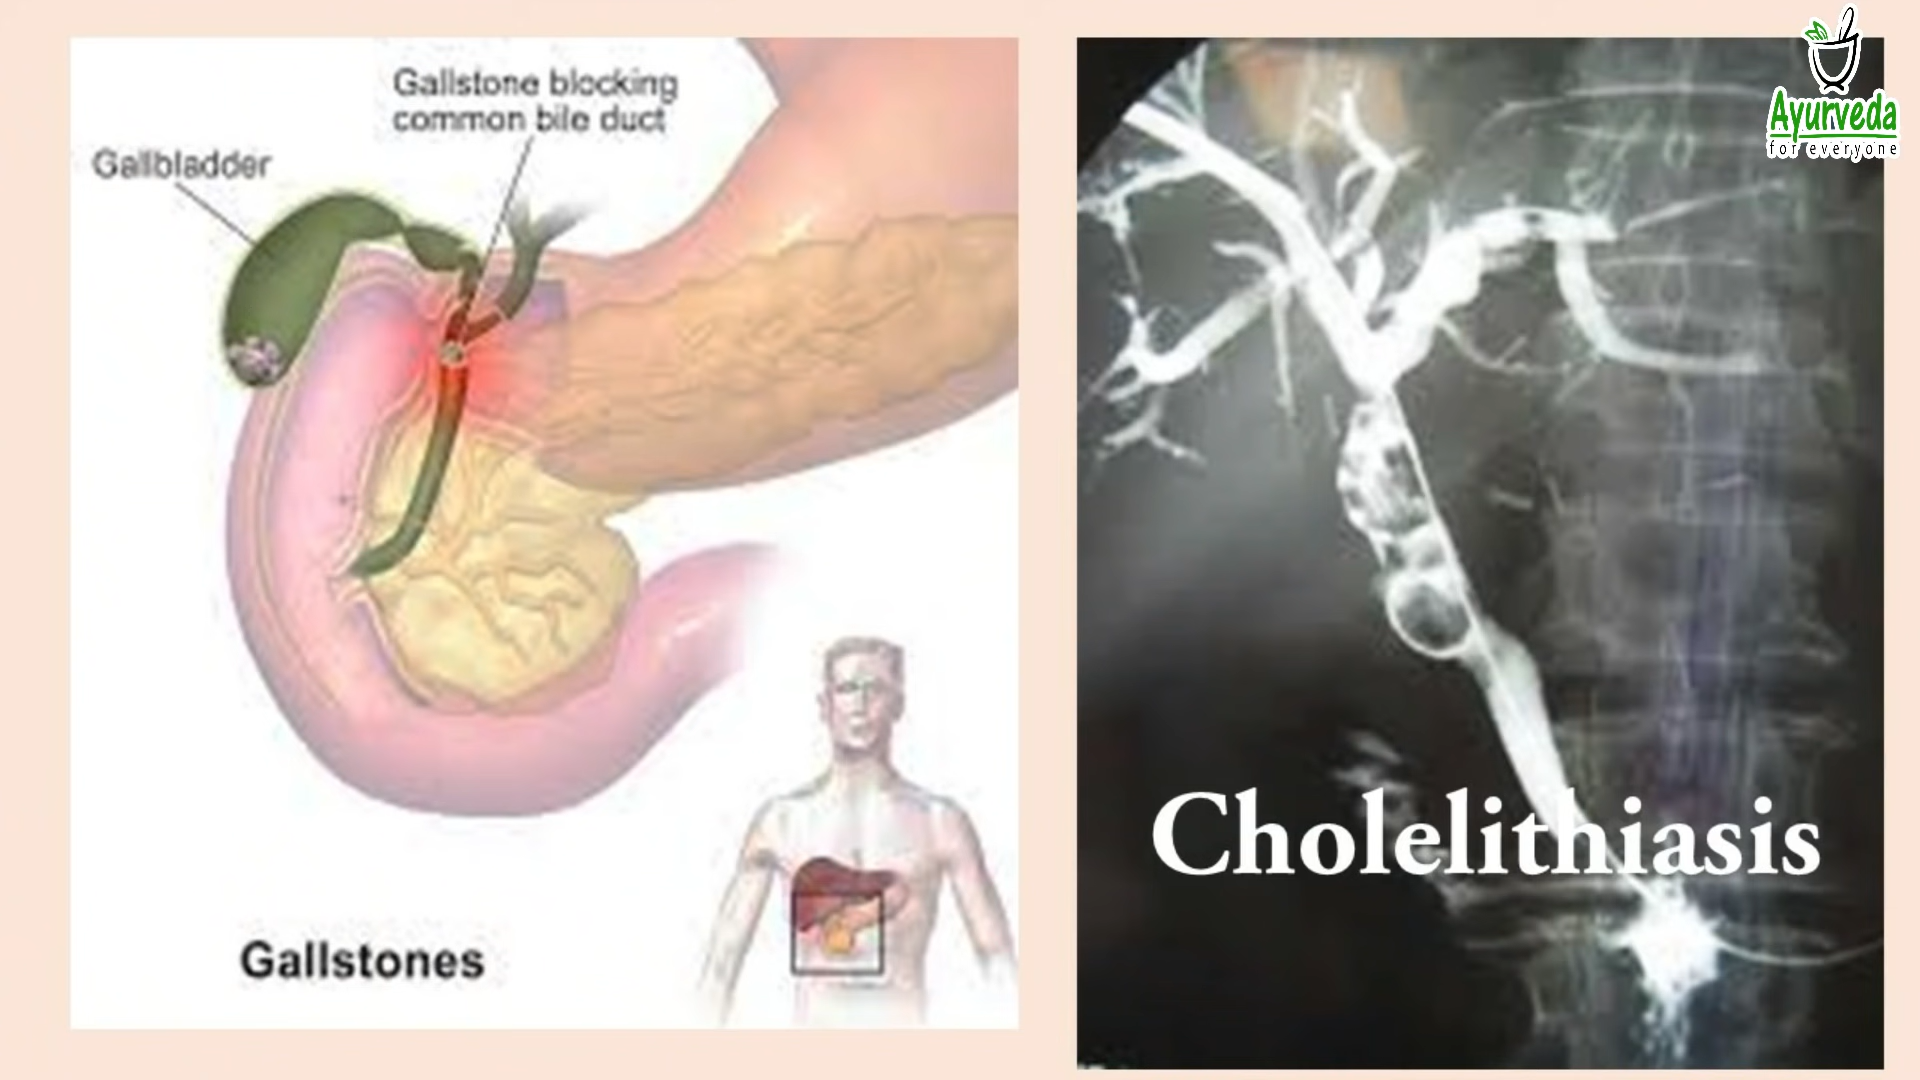 Gallstone blocking
common bile duct
Gallbladder
Gallstones
Ayurveda
for everyone
Cholelithiasis